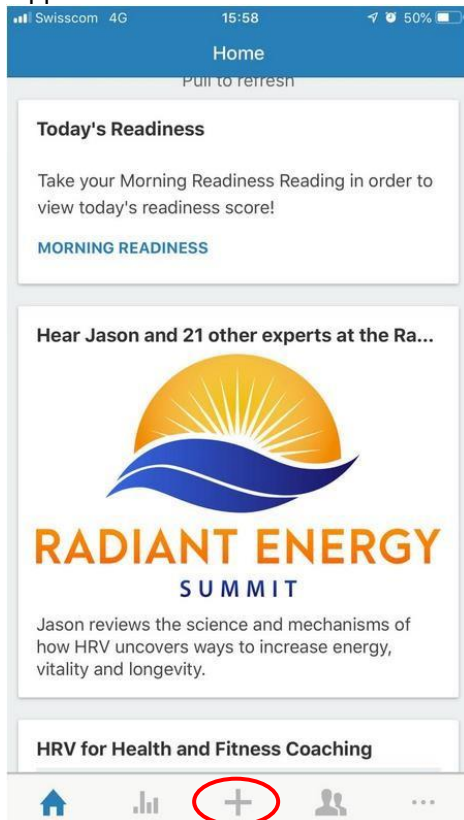 Swisscom 4G 15:58 50%
Home
Pull to refresh
Today's Readiness
Take your Morning Readiness Reading in order to
view today's readiness score!
MORNING READINESS
Hear Jason and 21 other experts at the Ra...
RADIANT ENERGY
SUMMIT
Jason reviews the science and mechanisms of
how HRV uncovers ways to increase energy,
vitality and longevity.
HRV for Health and Fitness Coaching